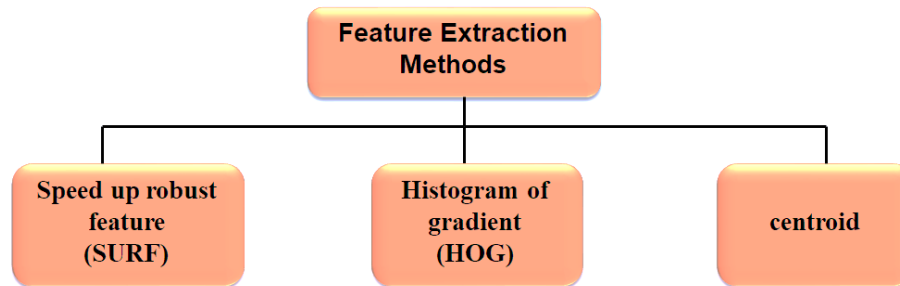 Feature Extraction
Methods
Speed up robust
feature
(SURF)
Histogram of
gradient
(HOG)
centroid